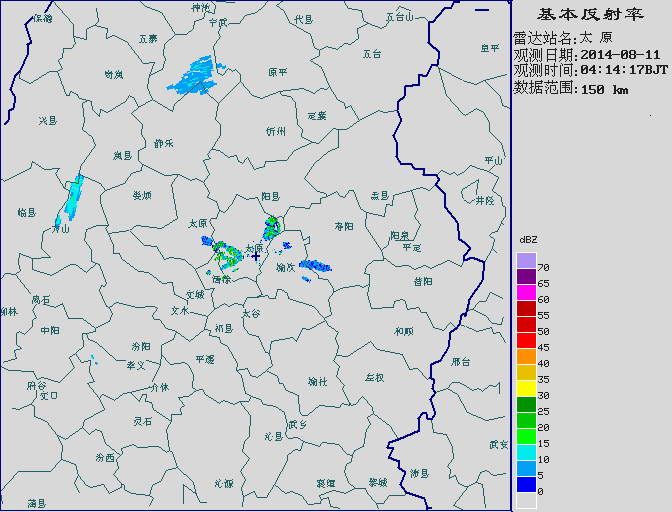 基本反射率
雷达站名:太 原
观测日期:2014-08-11
观测时间:04:14:17BJT
数据范围:150 km
保德
神池
宁武
代县
五台山
五寨
五台
阜平
岢岚
原平
兴县
定襄
忻州
静乐
岚县
平山
娄烦
阳县
盂县
井陉
临县
太原
寿阳
阳泉
平定
方山
太原
榆次
清徐
昔阳
文城
离石
柳林
文水
太谷
祁县
中阳
和顺
汾阳
平遥
孝义
邢台
榆社
左权
介休
灵石
武乡
沁县
武安
汾西
沁源
襄垣
黎城
蒲县
dBZ
70
65
60
55
50
45
40
35
30
25
20
15
10
5
0